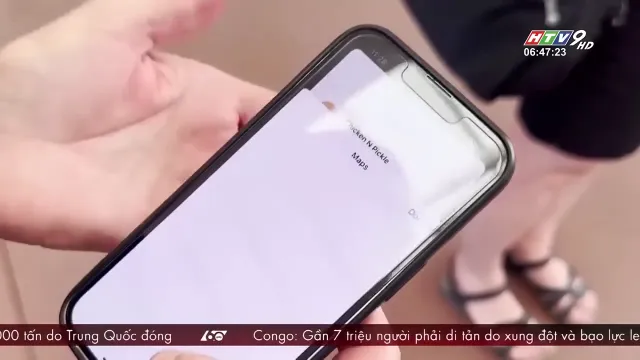 HTV9 HD
06:47:23
11:28
Chicken N Pickle
Maps
000 tấn do Trung Quốc đóng 60 Congo: Gần 7 triệu người phải di tản do xung đột và bạo lực le